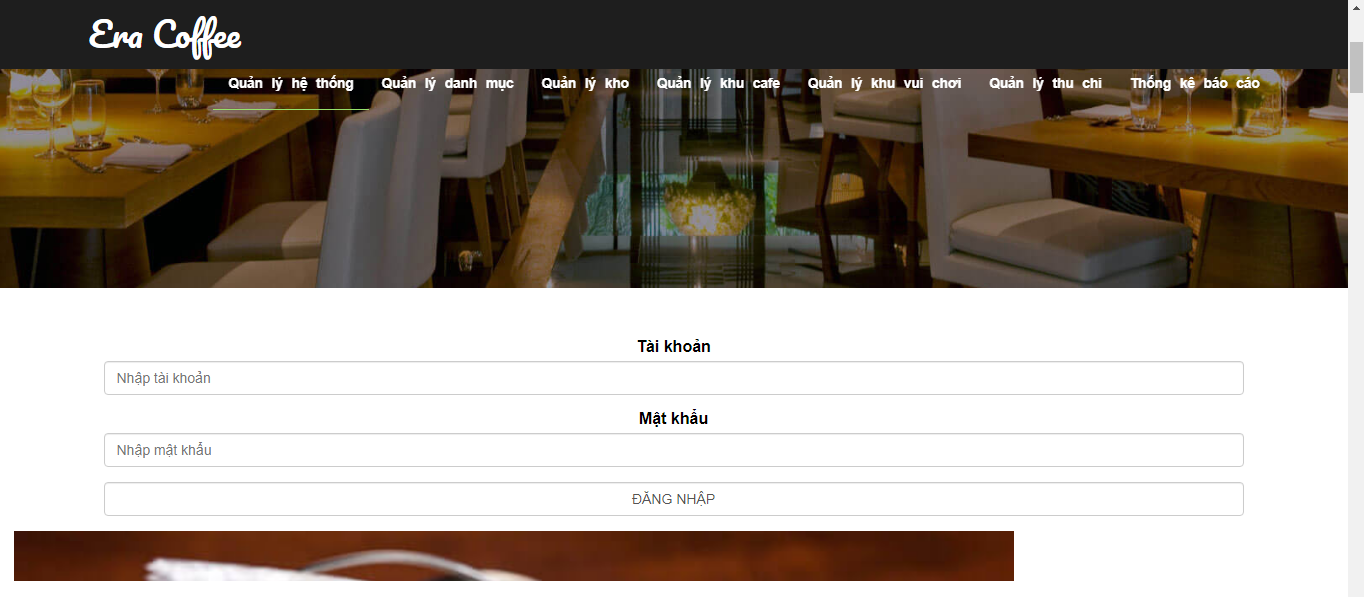 Era Coffee
Quản lý hệ thống Quản lý danh mục Quản lý kho Quản lý khu cafe Quản lý khu vui chơi Quản lý thu chi Thống kê báo cáo
Tài khoản
Nhập tài khoản
Mật khẩu
Nhập mật khẩu
ĐĂNG NHẬP